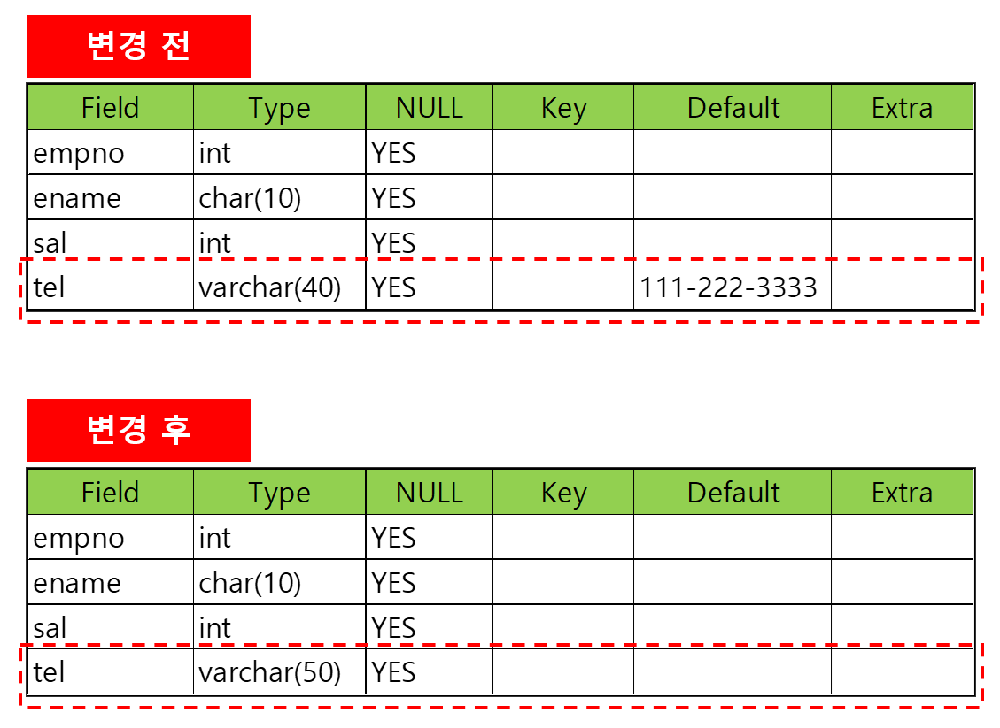 변경 전
Field Type NULL Key Default Extra
empno int YES
ename char(10) YES
sal int YES
tel varchar(40) YES 111-222-3333
변경 후
Field Type NULL Key Default Extra
empno int YES
ename char(10) YES
sal int YES
tel varchar(50) YES